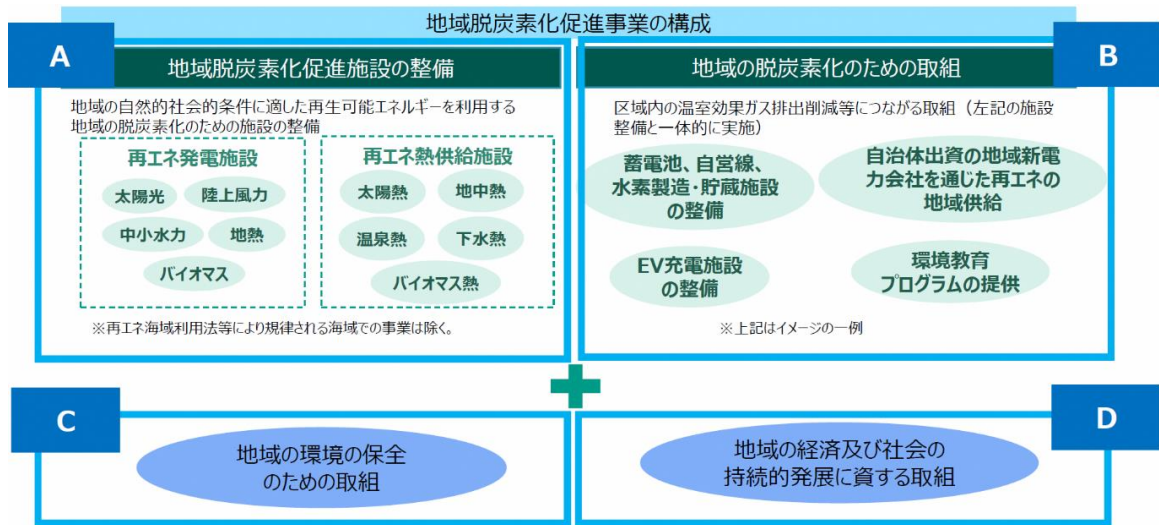 地域脱炭素化促進事業の構成
A
地域脱炭素化促進施設の整備
地域の自然的社会的条件に適した再生可能エネルギーを利用する
地域の脱炭素化のための施設の整備
再エネ発電施設
太陽光
陸上風力
中小水力
地熱
バイオマス
再エネ熱供給施設
太陽熱
地中熱
温泉熱
下水熱
バイオマス熱
※再エネ海域利用法等により規律される海域での事業は除く。
B
地域の脱炭素化のための取組
区域内の温室効果ガス排出削減等につながる取組（左記の施設
整備と一体的に実施）
蓄電池、自営線、
水素製造・貯蔵施設
の整備
自治体出資の地域新電
力会社を通じた再エネの
地域供給
EV充電施設
の整備
環境教育
プログラムの提供
※上記はイメージの一例
C
地域の環境の保全
のための取組
D
地域の経済及び社会の
持続的発展に資する取組